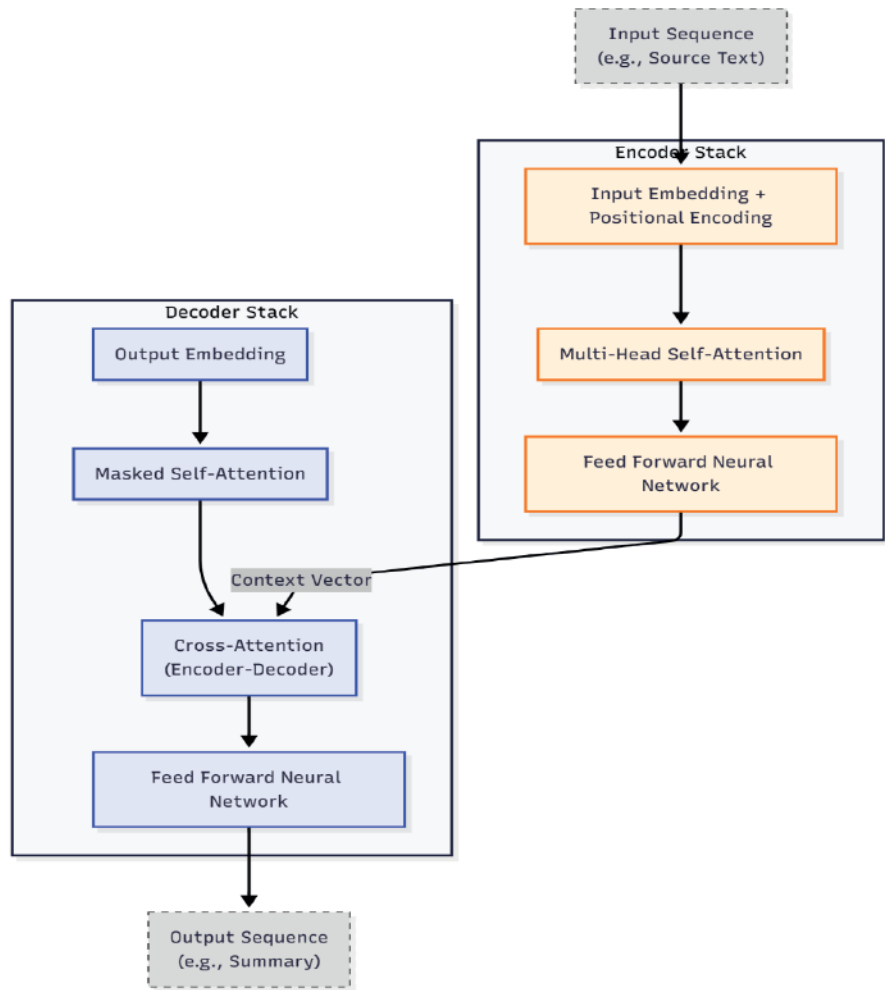 Input Sequence
(e.g., Source Text)
Encoder Stack
Input Embedding +
Positional Encoding
Multi-Head Self-Attention
Feed Forward Neural
Network
Decoder Stack
Output Embedding
Masked Self-Attention
Context Vector
Cross-Attention
(Encoder-Decoder)
Feed Forward Neural
Network
Output Sequence
(e.g., Summary)